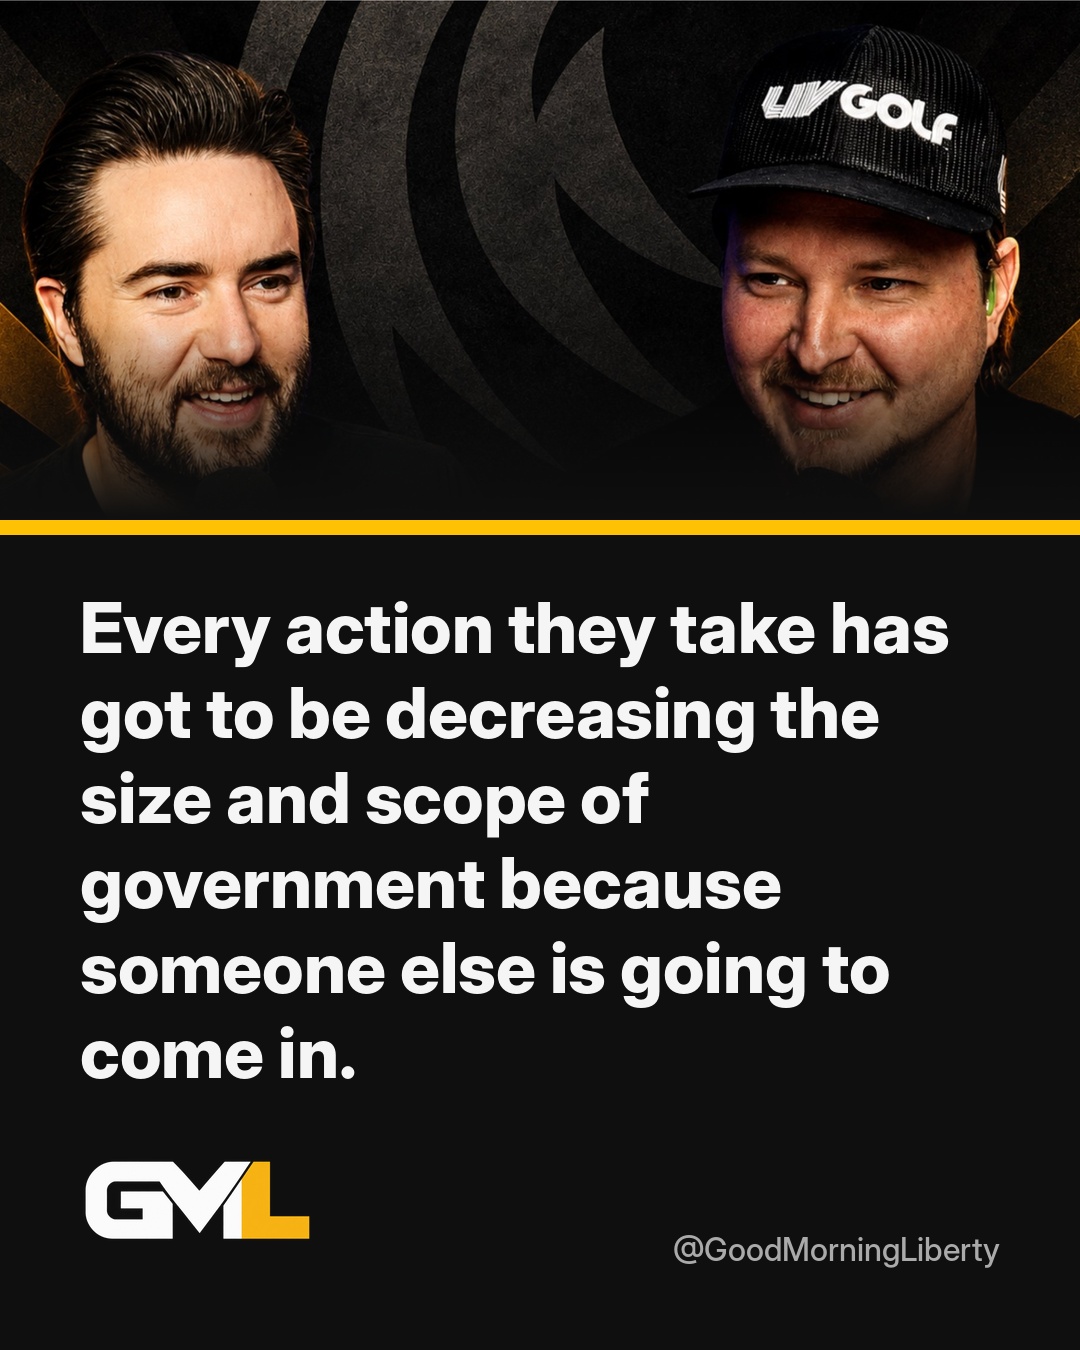 LIV GOLF
Every action they take has
got to be decreasing the
size and scope of
government because
someone else is going to
come in.
GML
@GoodMorningLiberty